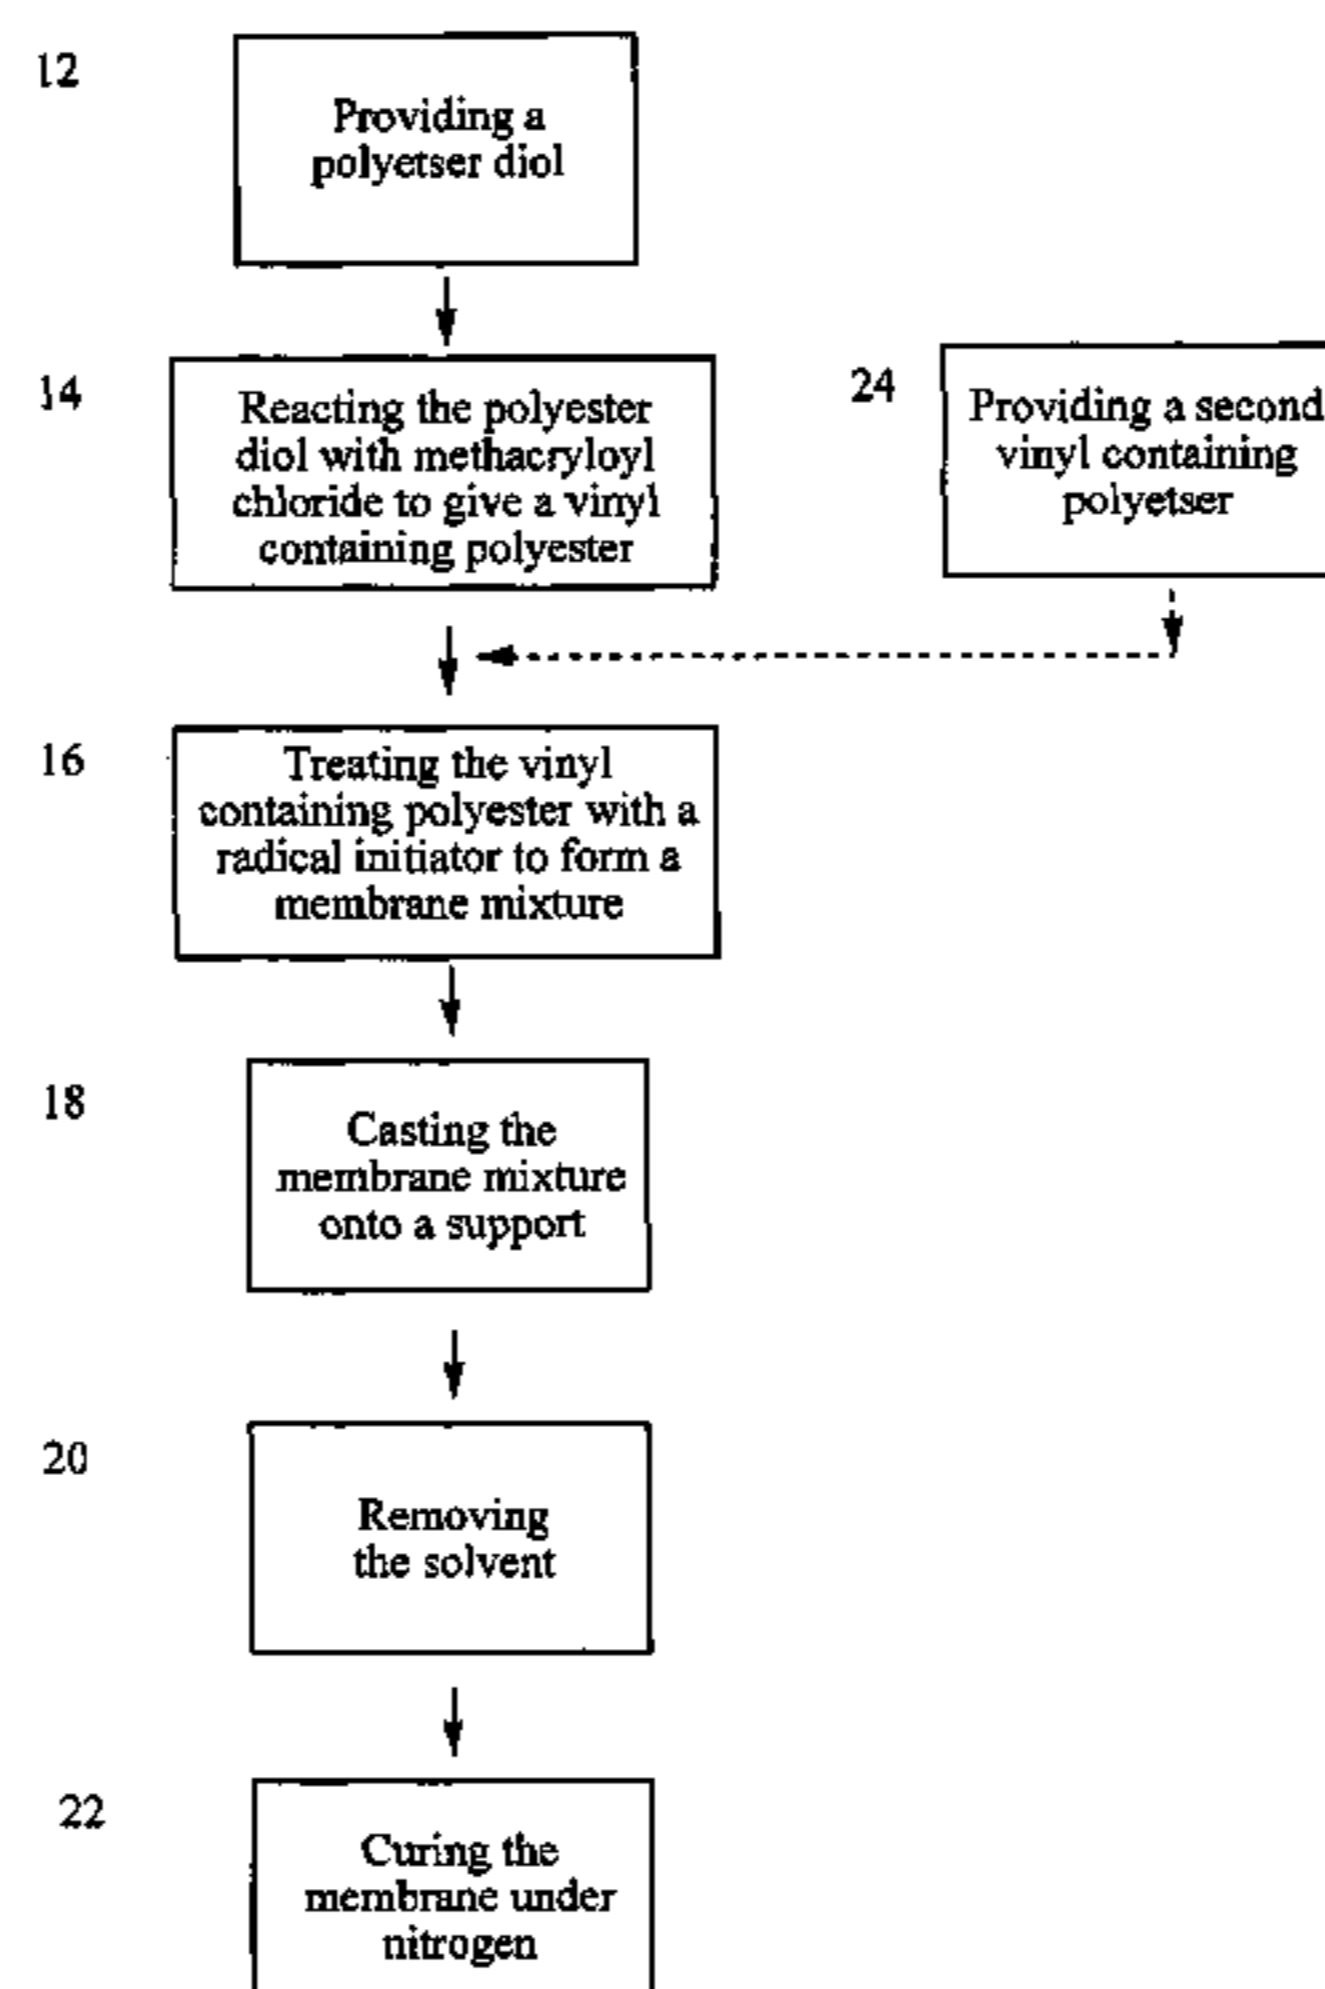 12
Providing a
polyetser diol
14
Reacting the polyester
diol with methacryloyl
chloride to give a vinyl
containing polyester
24
Providing a second
vinyl containing
polyetser
16
Treating the vinyl
containing polyester with a
radical initiator to form a
membrane mixture
18
Casting the
membrane mixture
onto a support
20
Removing
the solvent
22
Curing the
membrane under
nitrogen